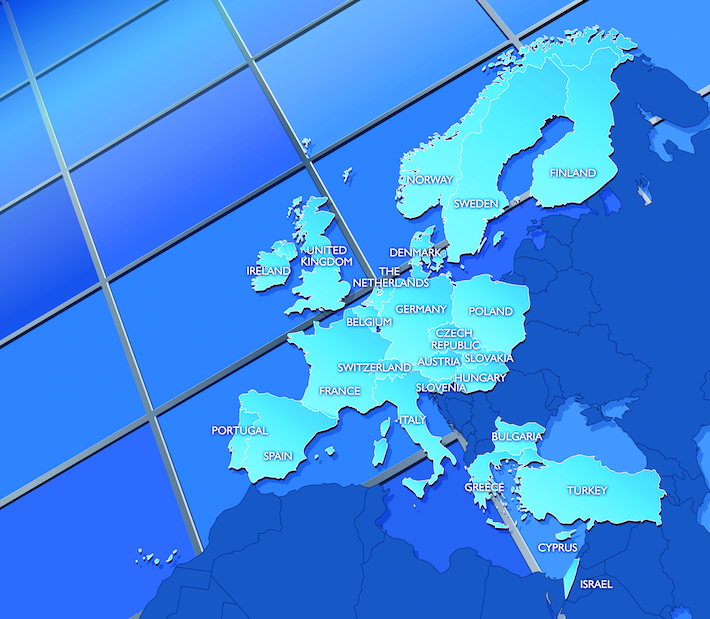 NORWAY
FINLAND
SWEDEN
DENMARK
UNITED
KINGDOM
IRELAND
THE
NETHERLANDS
GERMANY
POLAND
BELGIUM
CZECH
REPUBLIC
SLOVAKIA
AUSTRIA
SWITZERLAND
HUNGARY
SLOVENIA
FRANCE
ITALY
PORTUGAL
SPAIN
BULGARIA
GREECE
TURKEY
CYPRUS
ISRAEL